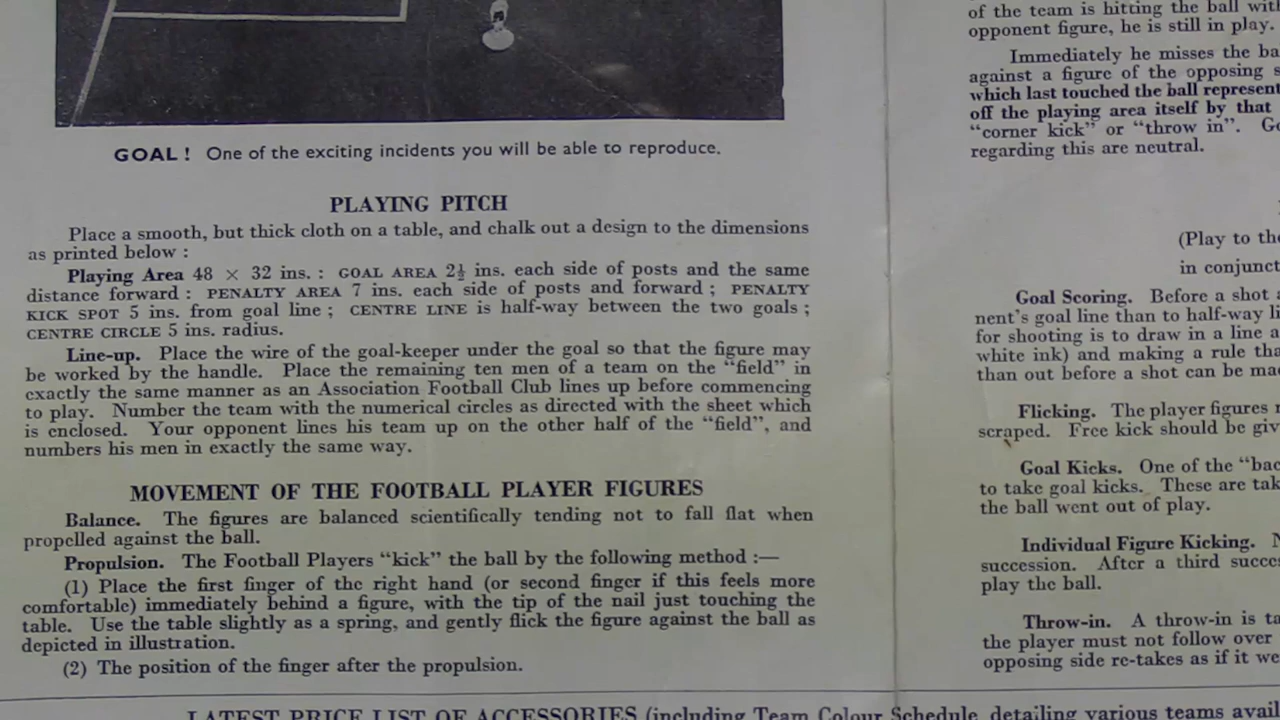 GOAL! One of the exciting incidents you will be able to reproduce.
PLAYING PITCH
Place a smooth, but thick cloth on a table, and chalk out a design to the dimensions
as printed below :
Playing Area 48 × 32 ins. : GOAL AREA 2½ ins. each side of posts and the same
distance forward : PENALTY AREA 7 ins. each side of posts and forward ; PENALTY
KICK SPOT 5 ins. from goal line ; CENTRE LINE is half-way between the two goals ;
CENTRE CIRCLE 5 ins. radius.
Line-up. Place the wire of the goal-keeper under the goal so that the figure may
be worked by the handle. Place the remaining ten men of a team on the “field” in
exactly the same manner as an Association Football Club lines up before commencing
to play. Number the team with the numerical circles as directed with the sheet which
is enclosed. Your opponent lines his team up on the other half of the “field”, and
numbers his men in exactly the same way.
MOVEMENT OF THE FOOTBALL PLAYER FIGURES
Balance. The figures are balanced scientifically tending not to fall flat when
propelled against the ball.
Propulsion. The Football Players “kick” the ball by the following method :—
(1) Place the first finger of the right hand (or second finger if this feels more
comfortable) immediately behind a figure, with the tip of the nail just touching the
table. Use the table slightly as a spring, and gently flick the figure against the ball as
depicted in illustration.
(2) The position of the finger after the propulsion.
of the team is hitting the ball with
opponent figure, he is still in play.
Immediately he misses the ba
against a figure of the opposing s
which last touched the ball represent
off the playing area itself by that
“corner kick” or “throw in”. Go
regarding this are neutral.
(Play to the
in conjunct
Goal Scoring. Before a shot a
nent's goal line than to half-way li
for shooting is to draw in a line a
white ink) and making a rule tha
than out before a shot can be mad
Flicking. The player figures
scraped. Free kick should be giv
Goal Kicks. One of the “bac
to take goal kicks. These are tak
the ball went out of play.
Individual Figure Kicking. N
succession. After a third succe
play the ball.
Throw-in. A throw-in is ta
the player must not follow over
opposing side re-takes as if it we
LATEST PRICE LIST OF ACCESSORIES (including Team Colour Schedule, detailing various teams avail